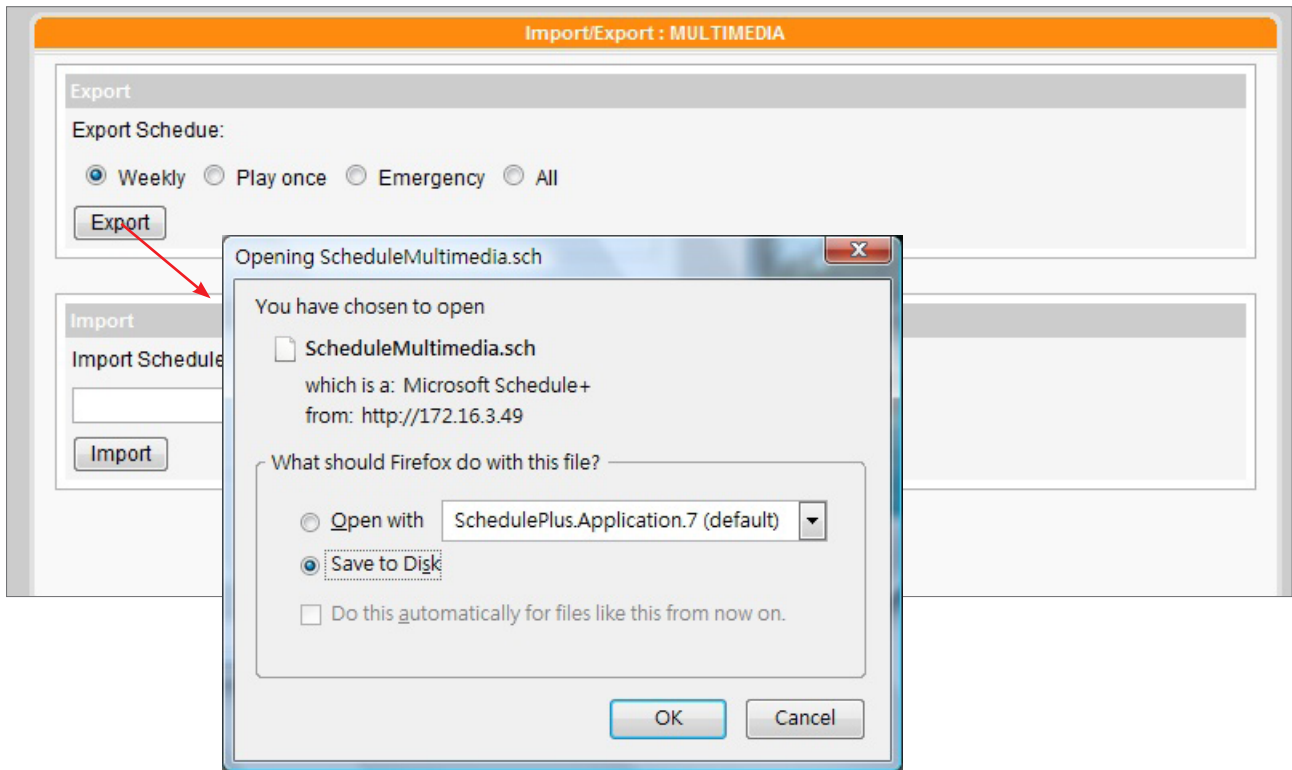 Import/Export : MULTIMEDIA
Export
Export Schedue:
Weekly Play once Emergency All
Export
Import
Import Schedule
Import
Opening ScheduleMultimedia.sch
You have chosen to open
ScheduleMultimedia.sch
which is a: Microsoft Schedule+
from: http://172.16.3.49
What should Firefox do with this file?
Open with SchedulePlus.Application.7 (default)
Save to Disk
Do this automatically for files like this from now on.
OK Cancel